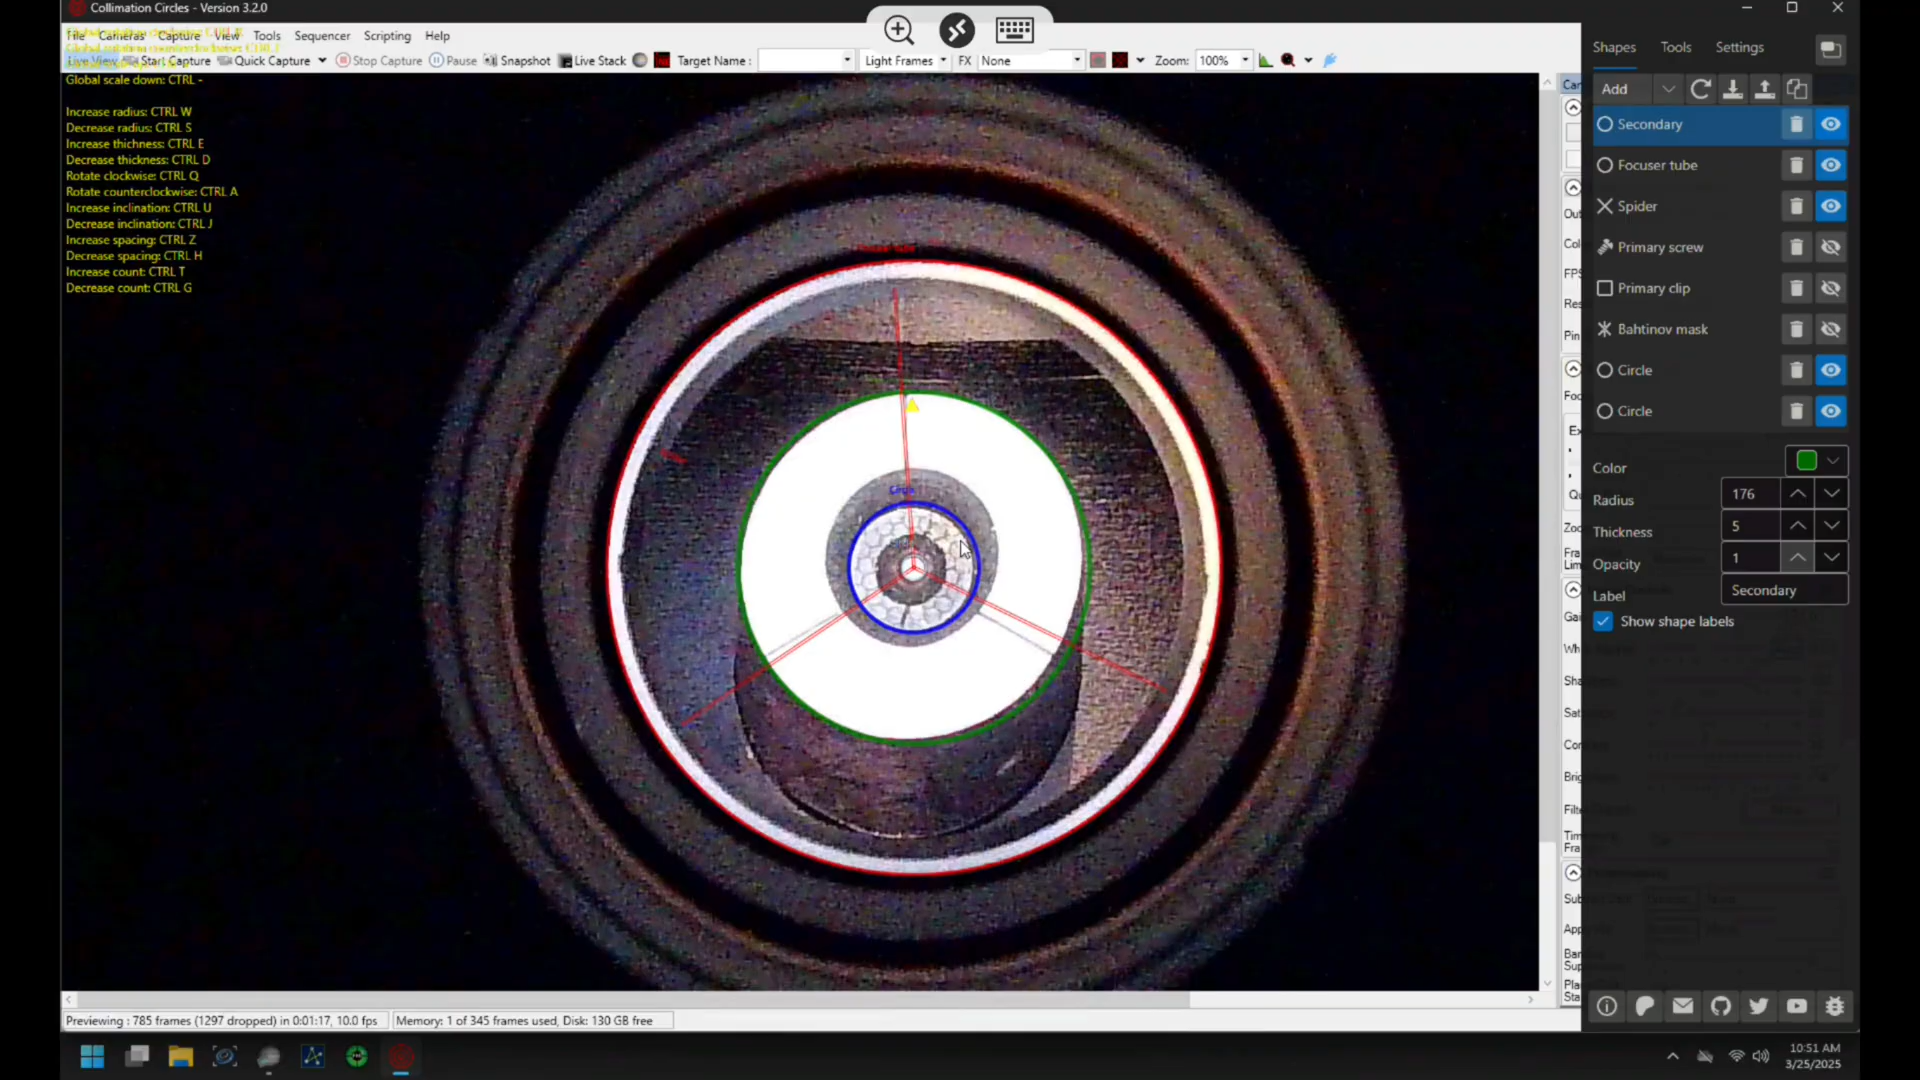 Collimation Circles - Version 3.2.0
File Cameras Capture View Tools Sequencer Scripting Help
Start Capture Quick Capture Stop Capture Pause Snapshot Live Stack Target Name : Light Frames FX None Zoom: 100%
Global scale down: CTRL -
Increase radius: CTRL W
Decrease radius: CTRL S
Increase thichness: CTRL E
Decrease thickness: CTRL D
Rotate clockwise: CTRL Q
Rotate counterclockwise: CTRL A
Increase inclination: CTRL U
Decrease inclination: CTRL J
Increase spacing: CTRL Z
Decrease spacing: CTRL H
Increase count: CTRL T
Decrease count: CTRL G
Circle
Shapes Tools Settings
Add
Secondary
Focuser tube
Spider
Primary screw
Primary clip
Bahtinov mask
Circle
Circle
Color
Radius 176
Thickness 5
Opacity 1
Label Secondary
Show shape labels
Previewing : 785 frames (1297 dropped) in 0:01:17, 10.0 fps Memory: 1 of 345 frames used, Disk: 130 GB free
10:51 AM
3/25/2025